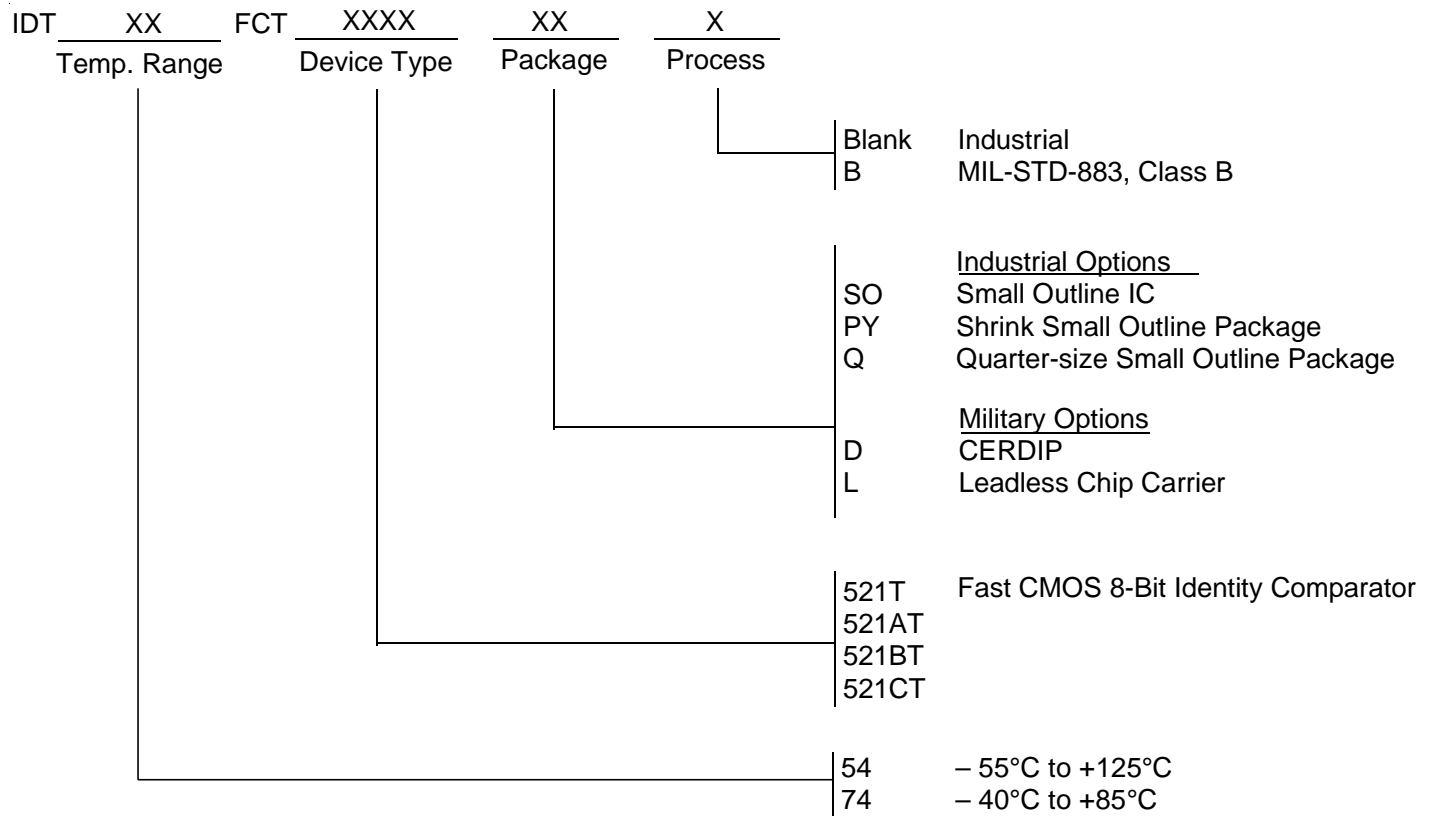 IDT XX FCT XXXX XX X
Temp. Range Device Type Package Process
Blank Industrial
B MIL-STD-883, Class B
Industrial Options
SO Small Outline IC
PY Shrink Small Outline Package
Q Quarter-size Small Outline Package
Military Options
D CERDIP
L Leadless Chip Carrier
521T Fast CMOS 8-Bit Identity Comparator
521AT
521BT
521CT
54 – 55°C to +125°C
74 – 40°C to +85°C